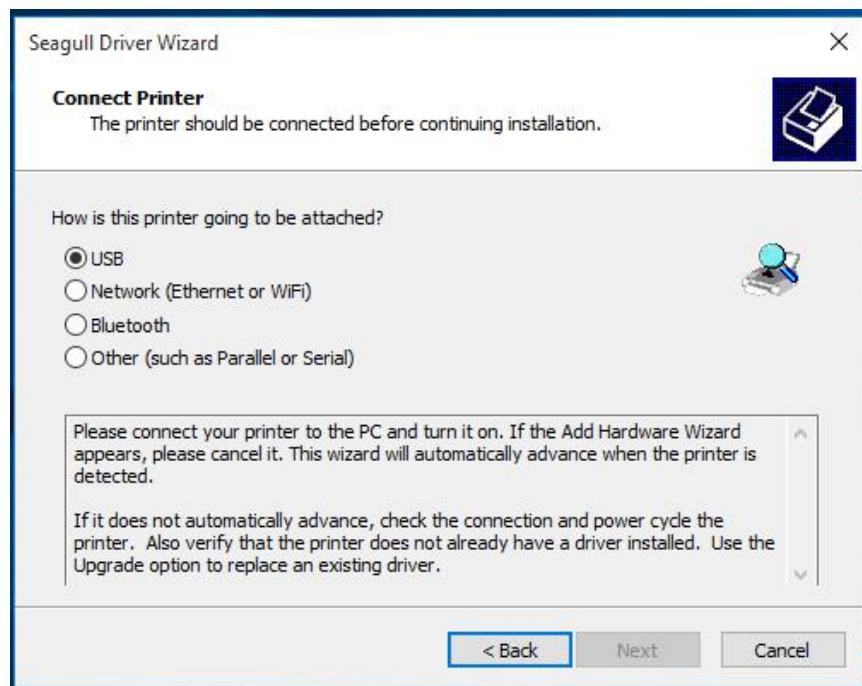 Seagull Driver Wizard
Connect Printer
The printer should be connected before continuing installation.
How is this printer going to be attached?
USB
Network (Ethernet or WiFi)
Bluetooth
Other (such as Parallel or Serial)
Please connect your printer to the PC and turn it on. If the Add Hardware Wizard
appears, please cancel it. This wizard will automatically advance when the printer is
detected.
If it does not automatically advance, check the connection and power cycle the
printer.  Also verify that the printer does not already have a driver installed.  Use the
Upgrade option to replace an existing driver.
< Back Next Cancel